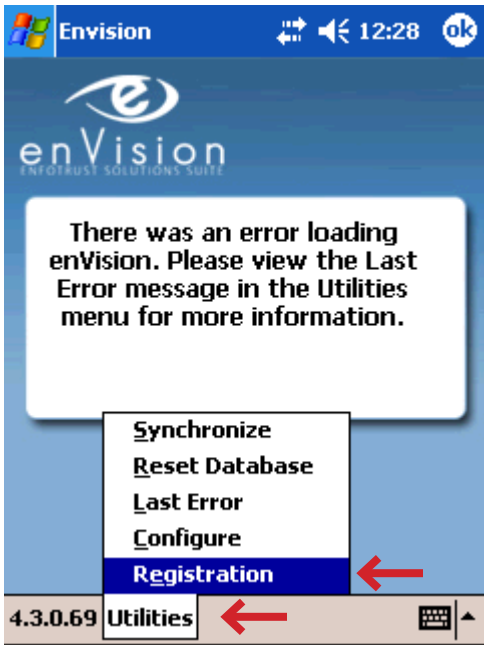 Envision 12:28 ok
enVision
ENFOTRUST SOLUTIONS SUITE
There was an error loading
enVision. Please view the Last
Error message in the Utilities
menu for more information.
Synchronize
Reset Database
Last Error
Configure
Registration
4.3.0.69 Utilities